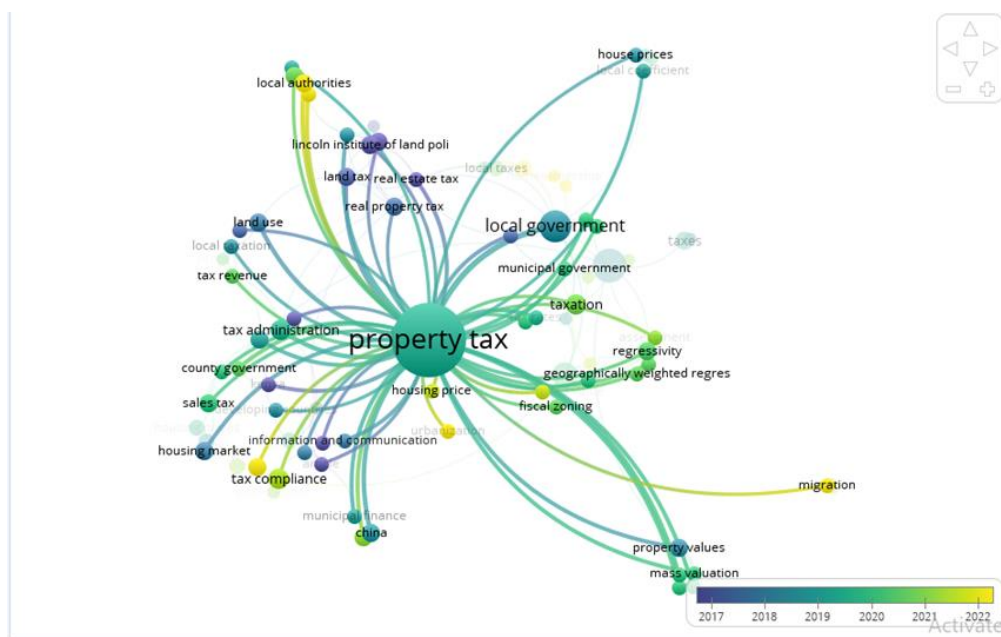 house prices
local coefficient
local authorities
lincoln institute of land poli
local taxes
land tax
real estate tax
real property tax
land use
local government
local taxation
taxes
municipal government
tax revenue
taxation
tax administration
property tax
regressivity
county government
geographically weighted regres
housing price
sales tax
fiscal zoning
urbanization
information and communication
housing market
tax compliance
migration
municipal finance
china
property values
mass valuation
2017 2018 2019 2020 2021 2022
Activate